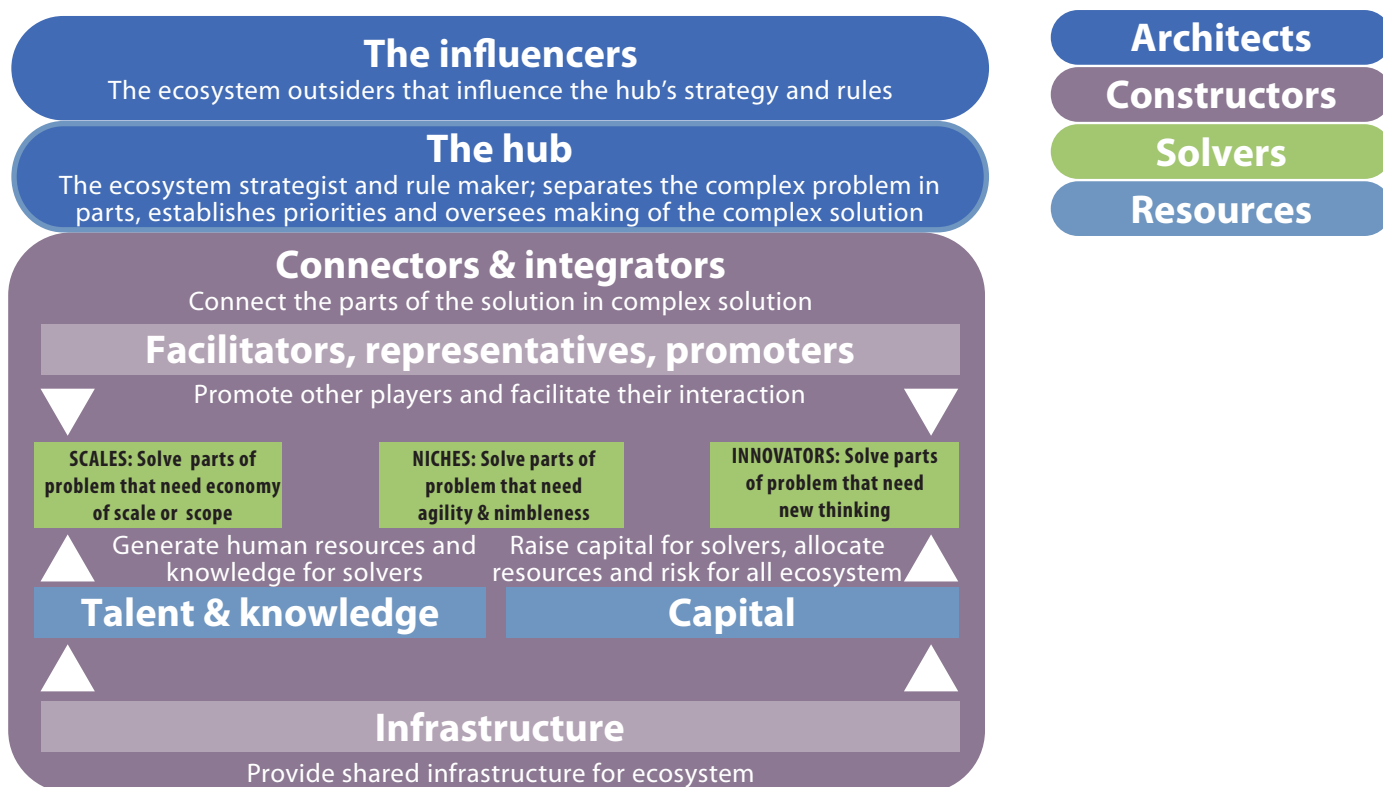 The influencers
The ecosystem outsiders that influence the hub's strategy and rules
The hub
The ecosystem strategist and rule maker; separates the complex problem in
parts, establishes priorities and oversees making of the complex solution
Connectors & integrators
Connect the parts of the solution in complex solution
Facilitators, representatives, promoters
Promote other players and facilitate their interaction
SCALES: Solve parts of
problem that need economy
of scale or scope
NICHES: Solve parts of
problem that need
agility & nimbleness
INNOVATORS: Solve parts
of problem that need
new thinking
Generate human resources and
knowledge for solvers
Raise capital for solvers, allocate
resources and risk for all ecosystem
Talent & knowledge
Capital
Infrastructure
Provide shared infrastructure for ecosystem
Architects
Constructors
Solvers
Resources